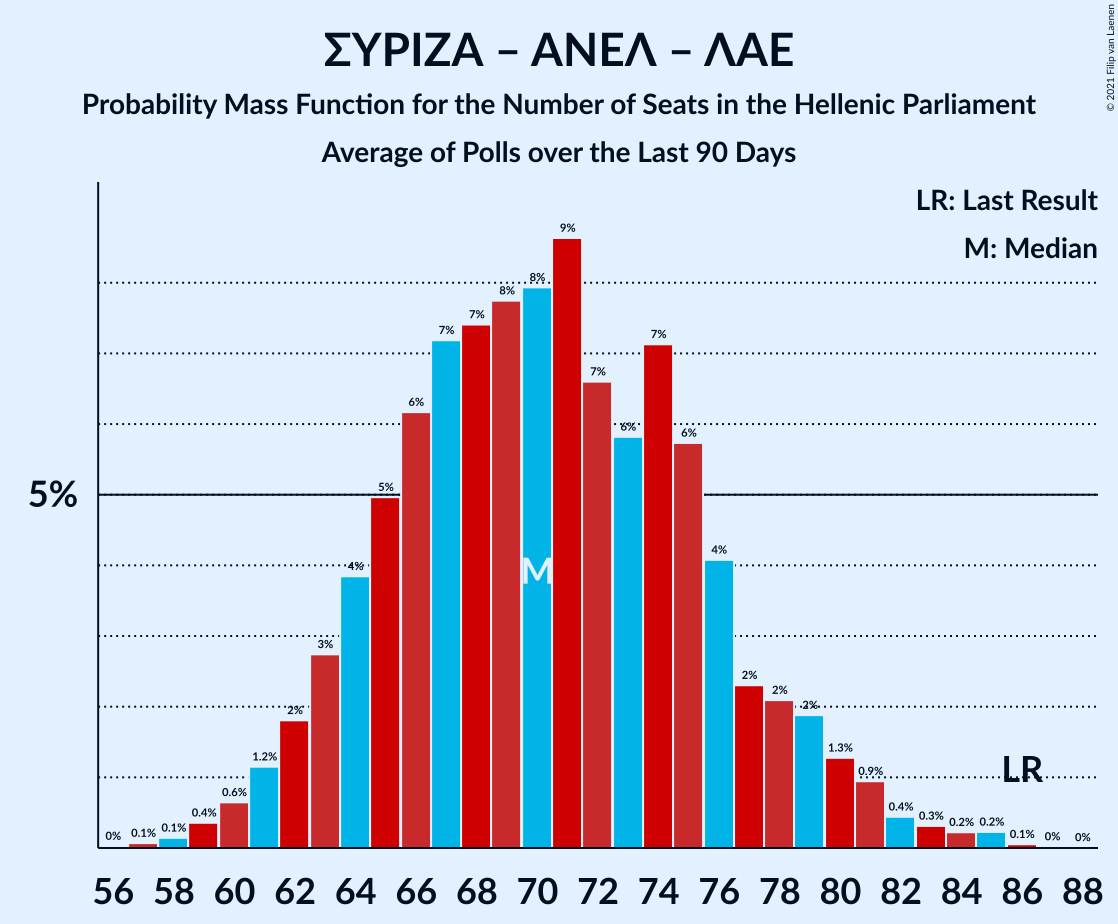 ΣΥΡΙΖΑ – ΑΝΕΛ – ΛΑΕ
Probability Mass Function for the Number of Seats in the Hellenic Parliament
Average of Polls over the Last 90 Days
© 2021 Filip van Laenen
LR: Last Result
M: Median
5%
0% 0.1% 0.1% 0.4% 0.6% 1.2% 2% 3% 4% 5% 6% 7% 7% 8% 8% 9% 7% 6% 7% 6% 4% 2% 2% 2% 1.3% 0.9% 0.4% 0.3% 0.2% 0.2% 0.1% 0% 0%
M
LR
56 58 60 62 64 66 68 70 72 74 76 78 80 82 84 86 88